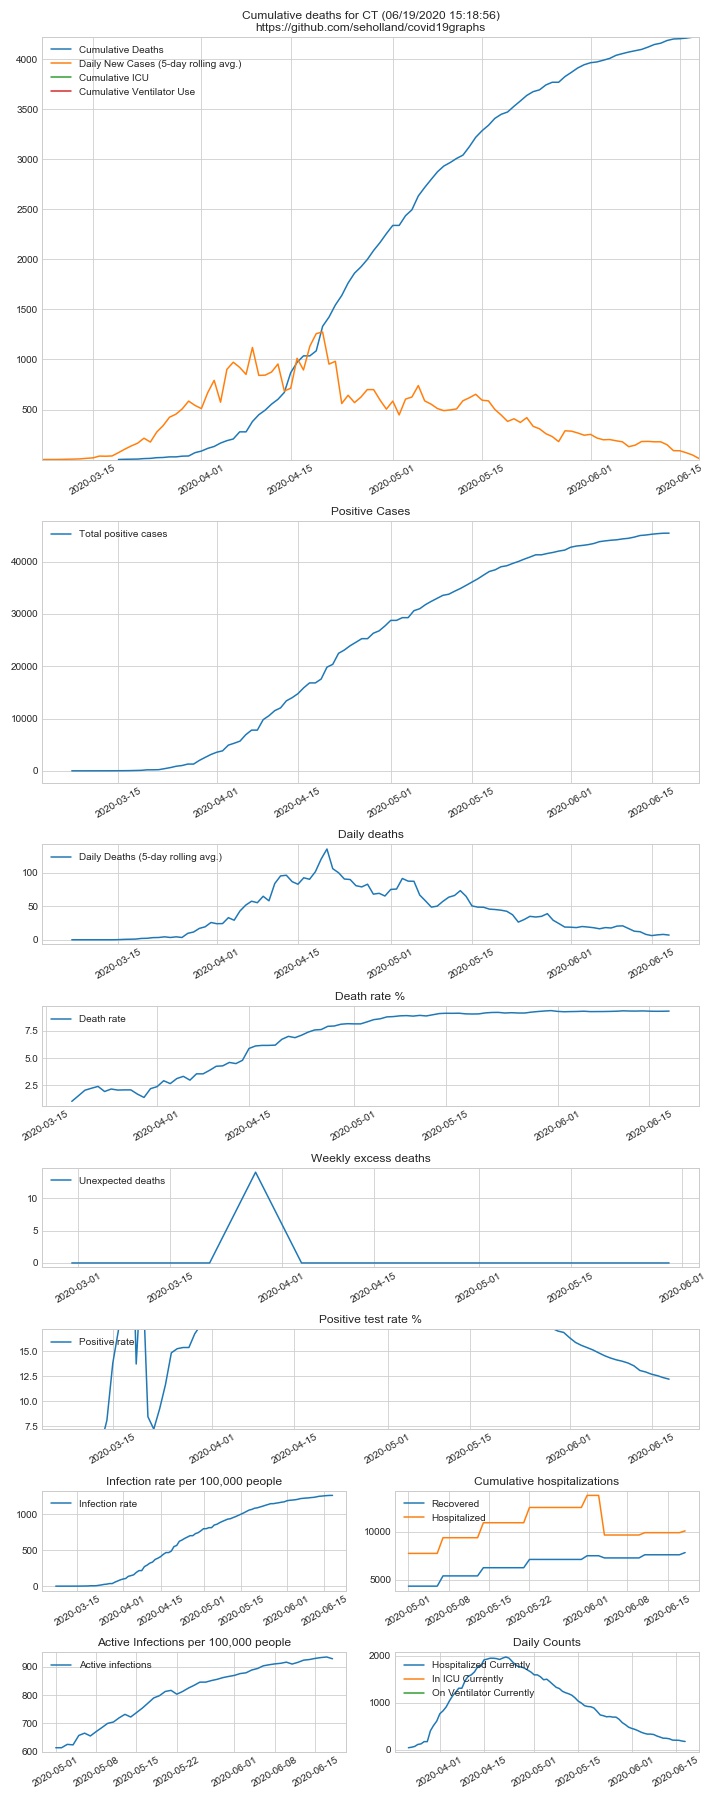 Cumulative deaths for CT (06/19/2020 15:18:56)
https://github.com/seholland/covid19graphs
Cumulative Deaths
Daily New Cases (5-day rolling avg.)
Cumulative ICU
Cumulative Ventilator Use
4000
3500
3000
2500
2000
1500
1000
500
2020-03-15 2020-04-01 2020-04-15 2020-05-01 2020-05-15 2020-06-01 2020-06-15
Positive Cases
Total positive cases
40000
30000
20000
10000
0
2020-03-15 2020-04-01 2020-04-15 2020-05-01 2020-05-15 2020-06-01 2020-06-15
Daily deaths
Daily Deaths (5-day rolling avg.)
100
50
0
2020-03-15 2020-04-01 2020-04-15 2020-05-01 2020-05-15 2020-06-01 2020-06-15
Death rate %
Death rate
7.5
5.0
2.5
2020-03-15 2020-04-01 2020-04-15 2020-05-01 2020-05-15 2020-06-01 2020-06-15
Weekly excess deaths
Unexpected deaths
10
5
0
2020-03-01 2020-03-15 2020-04-01 2020-04-15 2020-05-01 2020-05-15 2020-06-01
Positive test rate %
Positive rate
15.0
12.5
10.0
7.5
2020-03-15 2020-04-01 2020-04-15 2020-05-01 2020-05-15 2020-06-01 2020-06-15
Infection rate per 100,000 people
Infection rate
1000
500
0
2020-03-15 2020-04-01 2020-04-15 2020-05-01 2020-05-15 2020-06-01 2020-06-15
Cumulative hospitalizations
Recovered
Hospitalized
10000
5000
2020-05-01 2020-05-08 2020-05-15 2020-05-22 2020-06-01 2020-06-08 2020-06-15
Active Infections per 100,000 people
Active infections
900
800
700
600
2020-05-01 2020-05-08 2020-05-15 2020-05-22 2020-06-01 2020-06-08 2020-06-15
Daily Counts
Hospitalized Currently
In ICU Currently
On Ventilator Currently
2000
1000
0
2020-04-01 2020-04-15 2020-05-01 2020-05-15 2020-06-01 2020-06-15